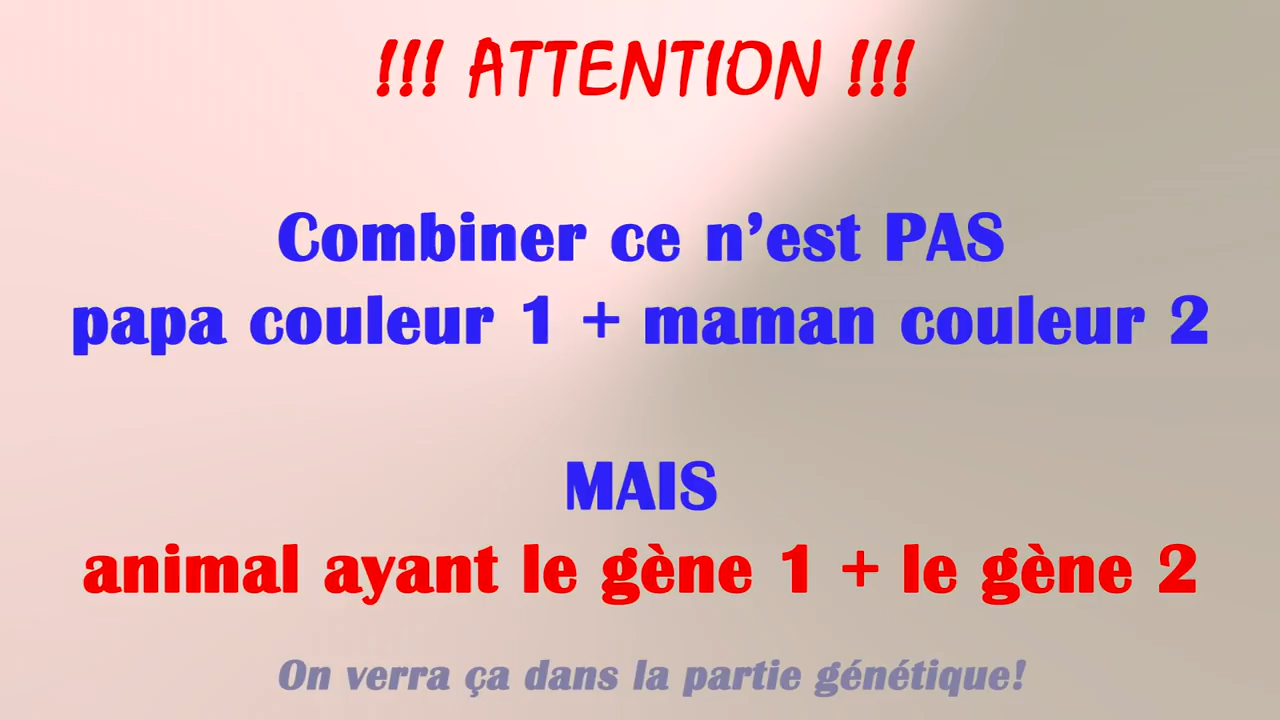 !!! ATTENTION !!!
Combiner ce n’est PAS
papa couleur 1 + maman couleur 2
MAIS
animal ayant le gène 1 + le gène 2
On verra ça dans la partie génétique!